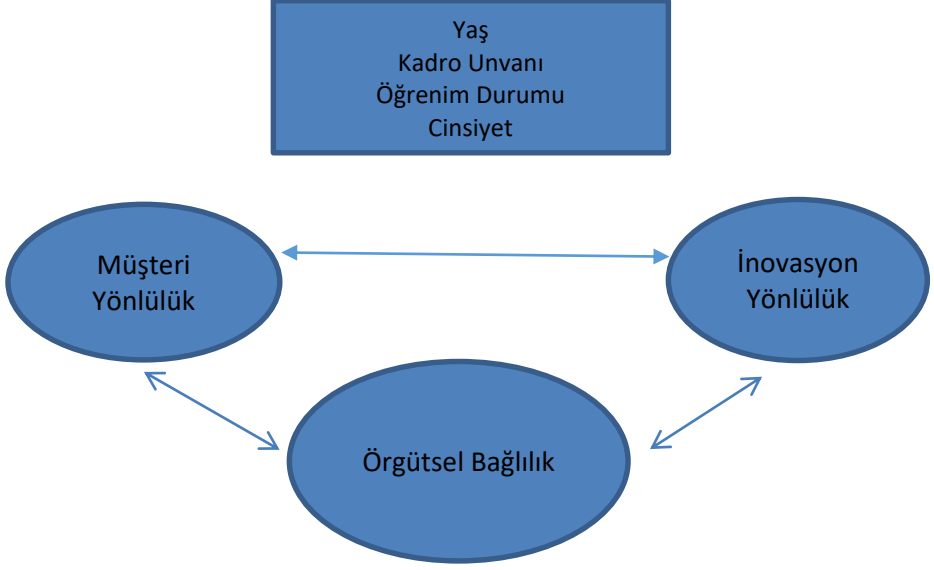 Yaş
Kadro Unvanı
Öğrenim Durumu
Cinsiyet
Müşteri
Yönlülük
İnovasyon
Yönlülük
Örgütsel Bağlılık